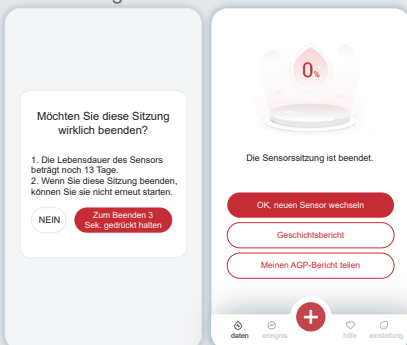 Möchten Sie diese Sitzung
wirklich beenden?
1. Die Lebensdauer des Sensors
beträgt noch 13 Tage.
2. Wenn Sie diese Sitzung beenden,
können Sie sie nicht erneut starten.
NEIN
Zum Beenden 3
Sek. gedrückt halten
0%
Die Sensorsitzung ist beendet.
OK, neuen Sensor wechseln
Geschichtsbericht
Meinen AGP-Bericht teilen
daten ereignis hilfe einstellung